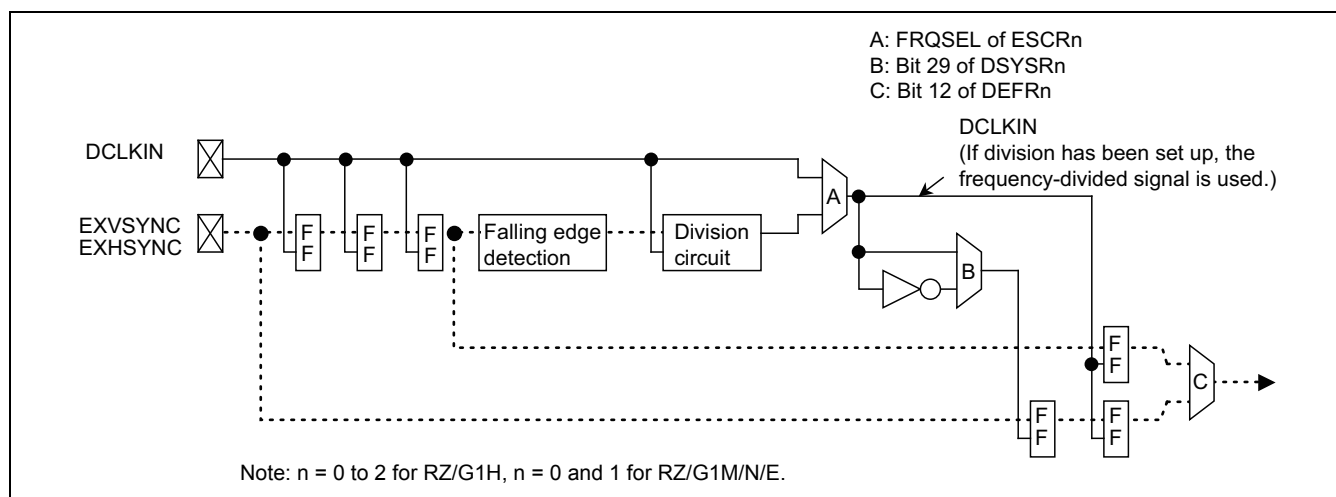 A: FRQSEL of ESCRn
B: Bit 29 of DSYSRn
C: Bit 12 of DEFRn
DCLKIN
DCLKIN
(If division has been set up, the
frequency-divided signal is used.)
A
EXVSYNC
EXHSYNC
F
F
F
F
F
F
Falling edge
detection
Division
circuit
B
F
F
C
F
F
F
F
Note: n = 0 to 2 for RZ/G1H, n = 0 and 1 for RZ/G1M/N/E.